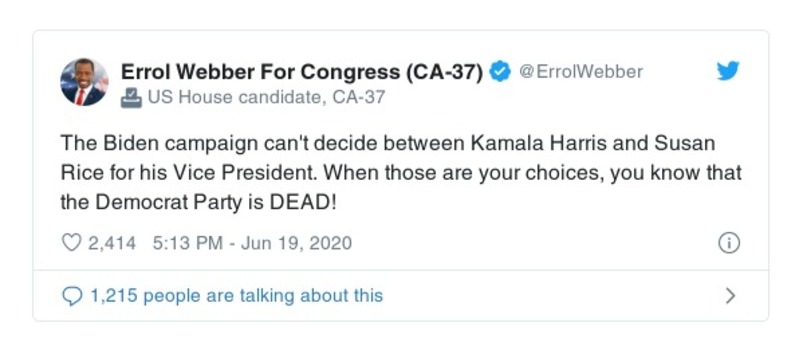 Errol Webber For Congress (CA-37) @ErrolWebber
US House candidate, CA-37
The Biden campaign can't decide between Kamala Harris and Susan
Rice for his Vice President. When those are your choices, you know that
the Democrat Party is DEAD!
2,414 5:13 PM - Jun 19, 2020
1,215 people are talking about this